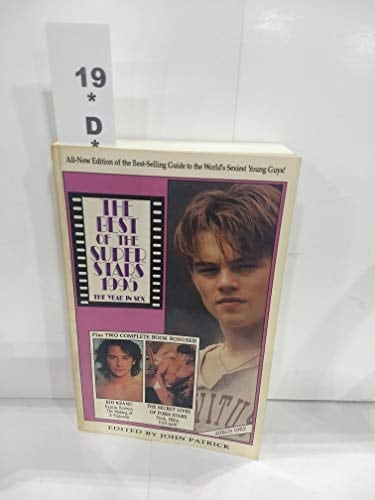 19
* D*
All-New Edition of the Best-Selling Guide to the World's Sexiest Young Guys!
THE
BEST
OF THE
SUPER
STARS
1995
THE YEAR IN SEX
Plus TWO COMPLETE BOOK BONUSES!
THE SECRET LIVES
OF PORN STARS
ADULTS ONLY
EDITED BY JOHN PATRICK